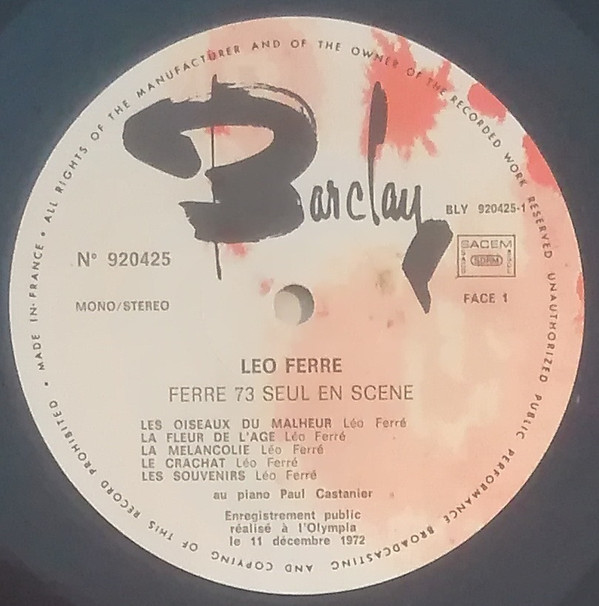 MADE IN FRANCE • ALL RIGHTS OF THE MANUFACTURER AND OF THE OWNER OF THE RECORDED WORK RESERVED UNAUTHORIZED PUBLIC PERFORMANCE BROADCASTING AND COPYING OF THIS RECORD PROHIBITED •
Barclay
BLY 920425-1
N° 920425
SACEM
SDRM
MONO/STEREO
FACE 1
LEO FERRE
FERRE 73 SEUL EN SCENE
LES OISEAUX DU MALHEUR Léo Ferré
LA FLEUR DE L'AGE Léo Ferré
LA MELANCOLIE Léo Ferré
LE CRACHAT Léo Ferré
LES SOUVENIRS Léo Ferré
au piano Paul Castanier
Enregistrement public
réalisé à l'Olympia
le 11 décembre 1972